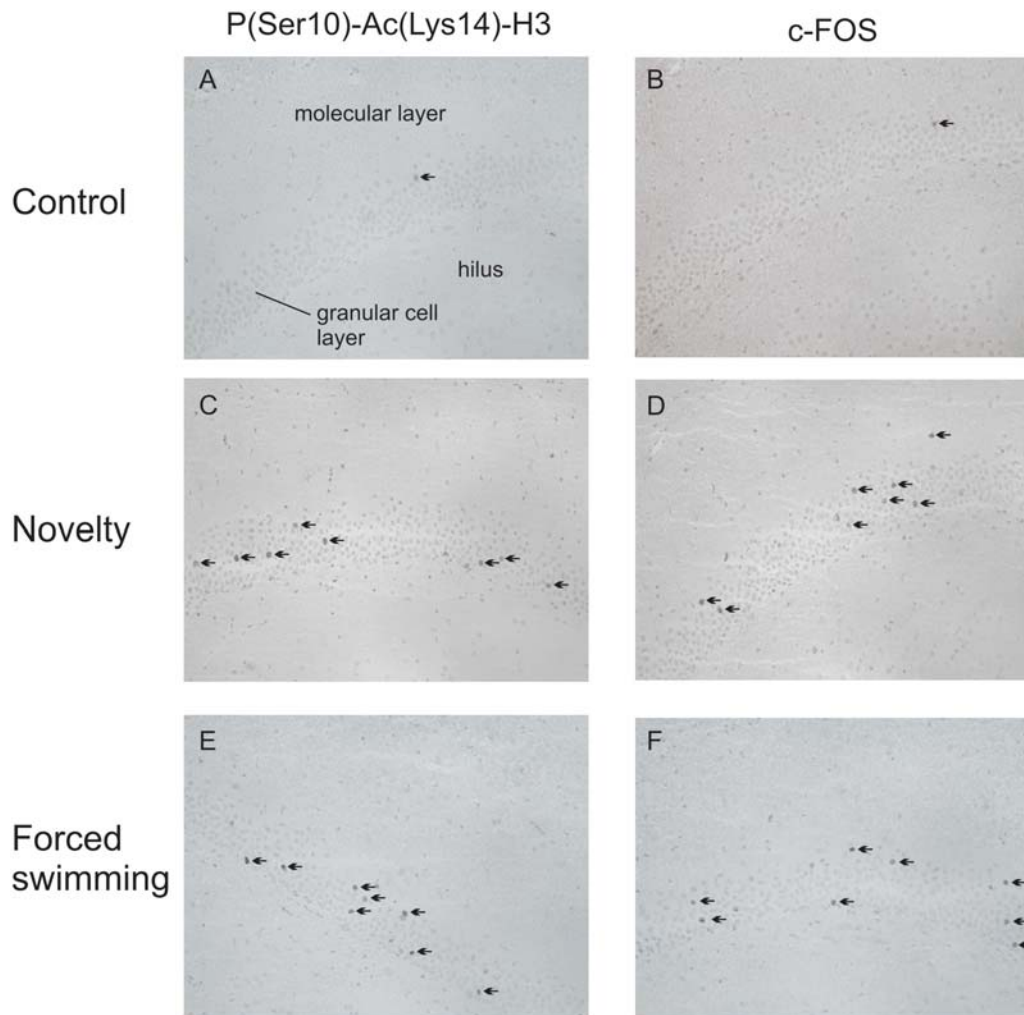 P(Ser10)-Ac(Lys14)-H3
c-FOS
Control
A
molecular layer
hilus
granular cell
layer
B
Novelty
C
D
Forced
swimming
E
F